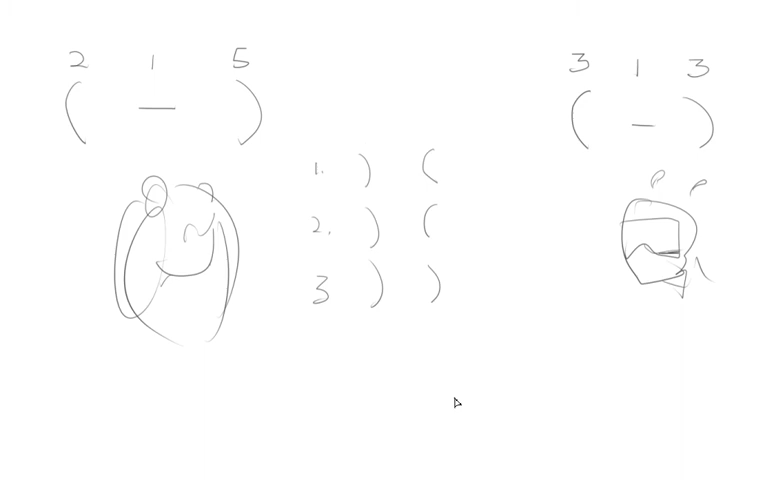 2 1 5
( — )
3 1 3
( — )
1. ) (
2. ) (
3 ) )